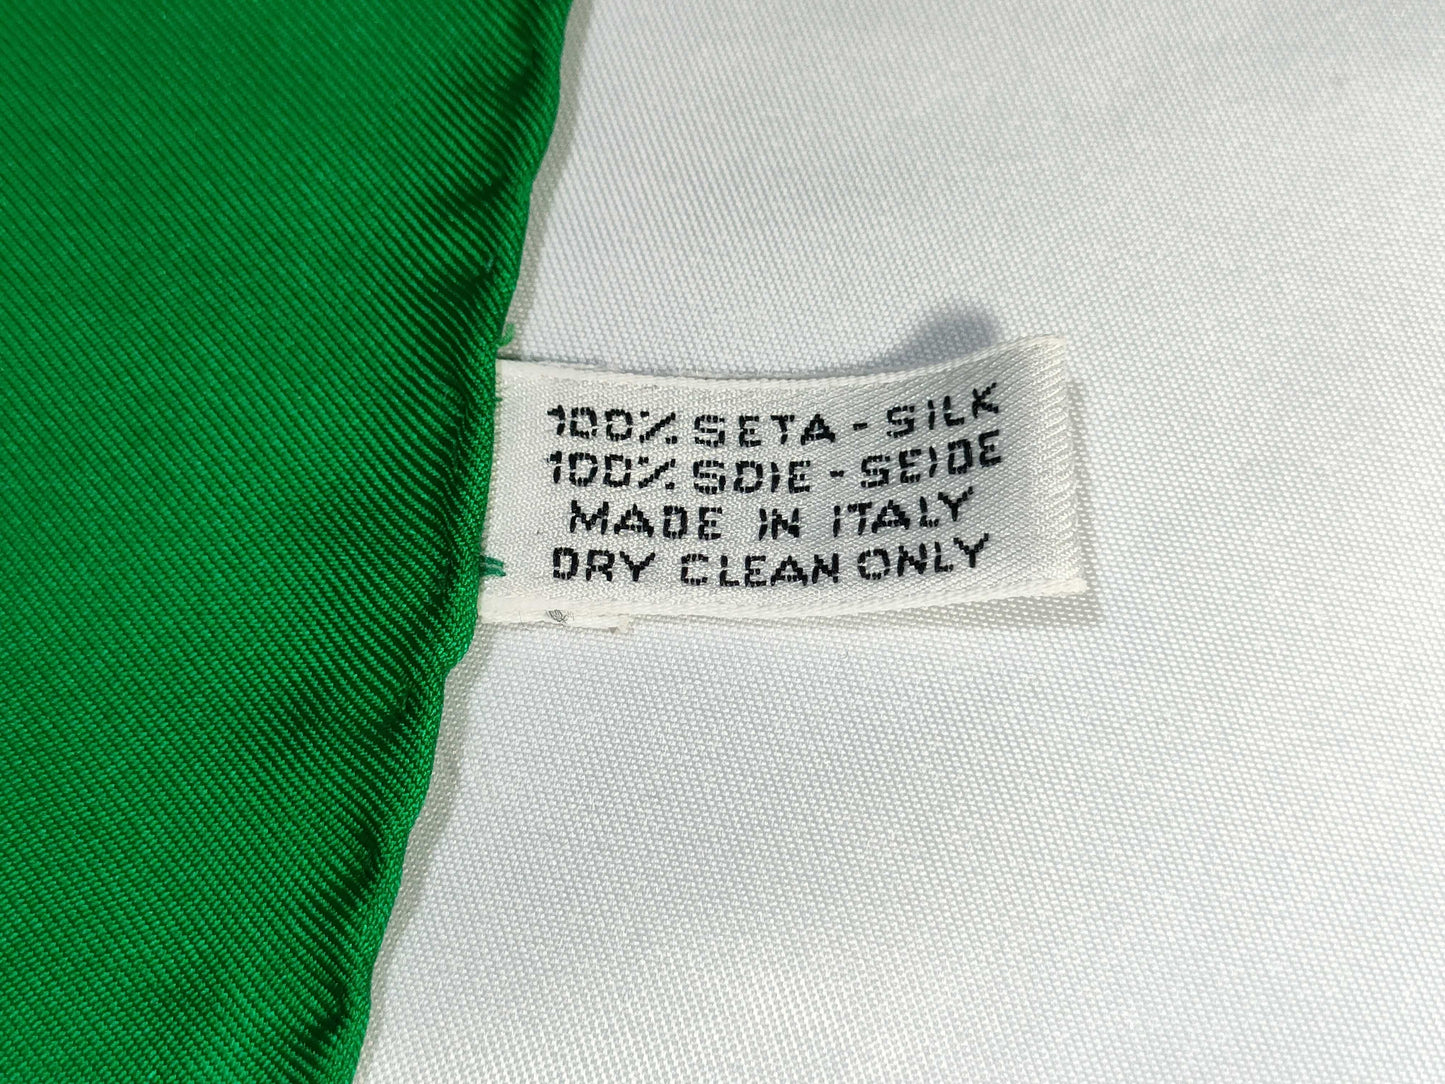 100% SETA - SILK
100% SOIE - SEIDE
MADE IN ITALY
DRY CLEAN ONLY